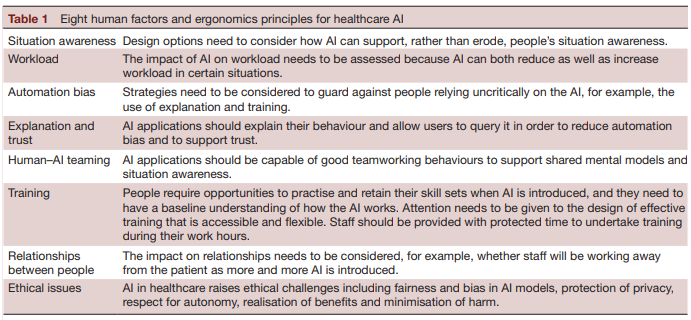 Table 1 Eight human factors and ergonomics principles for healthcare AI
Situation awareness Design options need to consider how AI can support, rather than erode, people's situation awareness.
Workload The impact of AI on workload needs to be assessed because AI can both reduce as well as increase
workload in certain situations.
Automation bias Strategies need to be considered to guard against people relying uncritically on the AI, for example, the
use of explanation and training.
Explanation and AI applications should explain their behaviour and allow users to query it in order to reduce automation
trust bias and to support trust.
Human–AI teaming AI applications should be capable of good teamworking behaviours to support shared mental models and
situation awareness.
Training People require opportunities to practise and retain their skill sets when AI is introduced, and they need to
have a baseline understanding of how the AI works. Attention needs to be given to the design of effective
training that is accessible and flexible. Staff should be provided with protected time to undertake training
during their work hours.
Relationships The impact on relationships needs to be considered, for example, whether staff will be working away
between people from the patient as more and more AI is introduced.
Ethical issues AI in healthcare raises ethical challenges including fairness and bias in AI models, protection of privacy,
respect for autonomy, realisation of benefits and minimisation of harm.